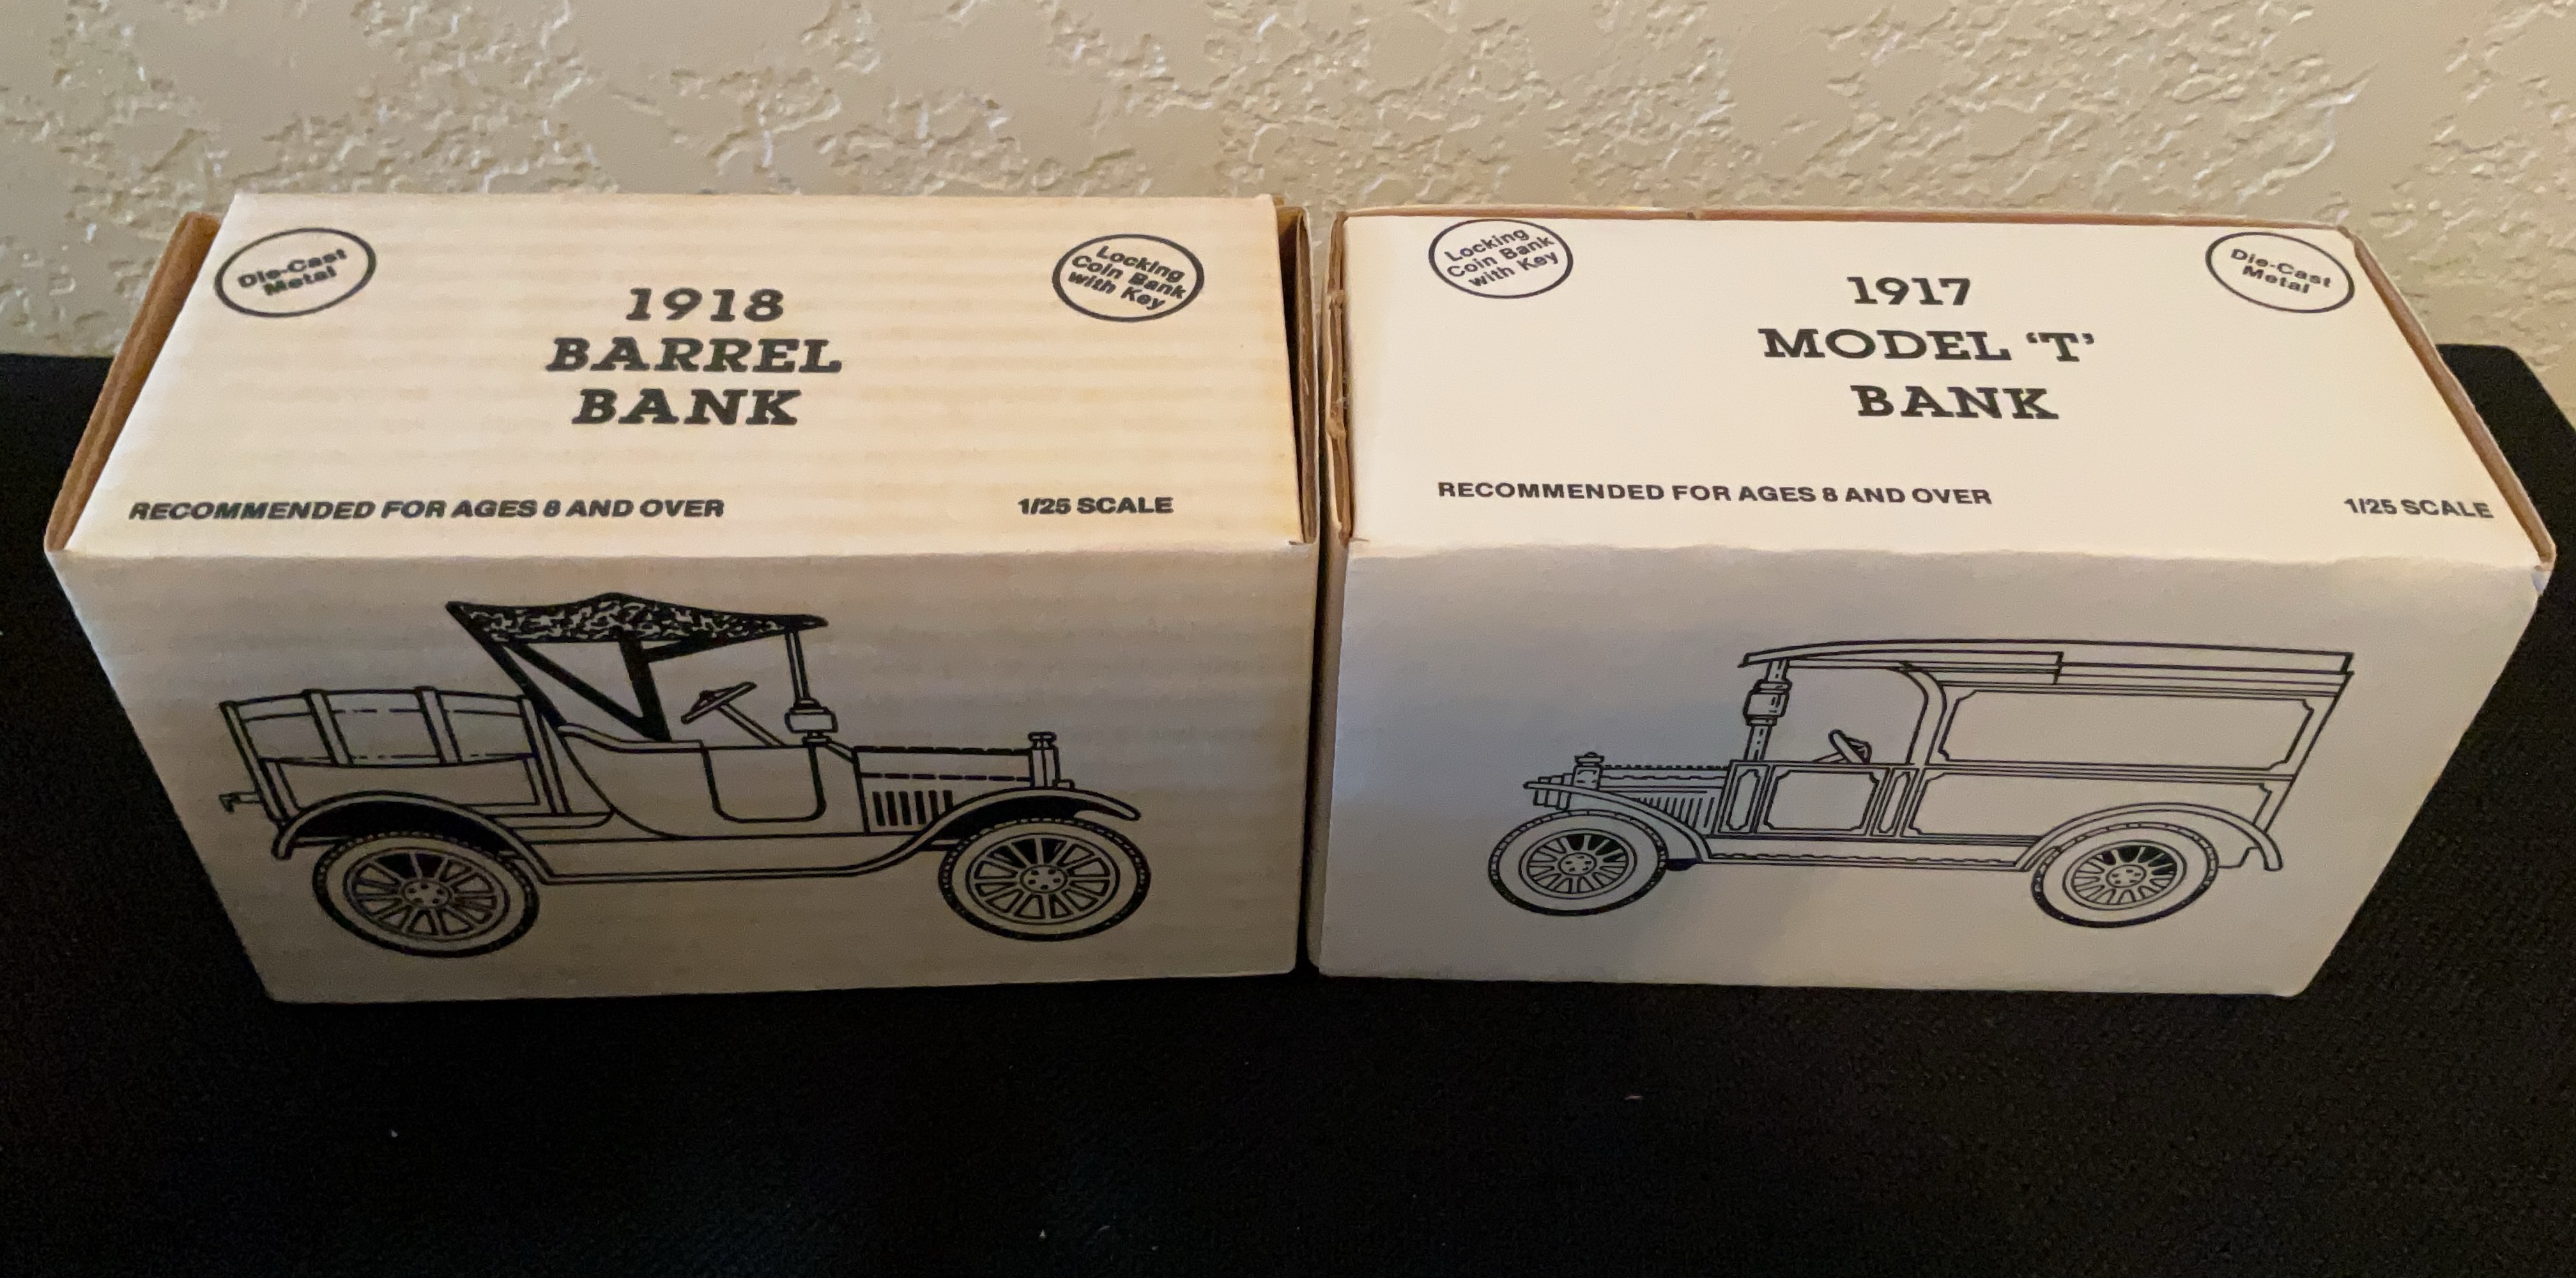 Die-Cast
Metal
Locking
Coin Bank
with Key
1918
BARREL
BANK
RECOMMENDED FOR AGES 8 AND OVER
1/25 SCALE
Locking
Coin Bank
with Key
Die-Cast
Metal
1917
MODEL ‘T’
BANK
RECOMMENDED FOR AGES 8 AND OVER
1/25 SCALE